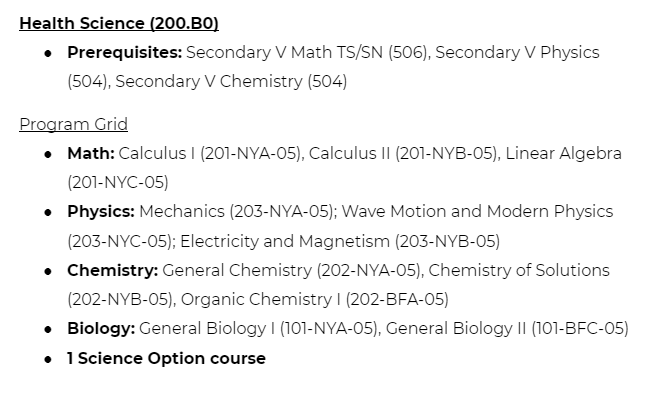 Health Science (200.B0)
• Prerequisites: Secondary V Math TS/SN (506), Secondary V Physics
(504), Secondary V Chemistry (504)
Program Grid
• Math: Calculus I (201-NYA-05), Calculus II (201-NYB-05), Linear Algebra
(201-NYC-05)
• Physics: Mechanics (203-NYA-05); Wave Motion and Modern Physics
(203-NYC-05); Electricity and Magnetism (203-NYB-05)
• Chemistry: General Chemistry (202-NYA-05), Chemistry of Solutions
(202-NYB-05), Organic Chemistry I (202-BFA-05)
• Biology: General Biology I (101-NYA-05), General Biology II (101-BFC-05)
• 1 Science Option course